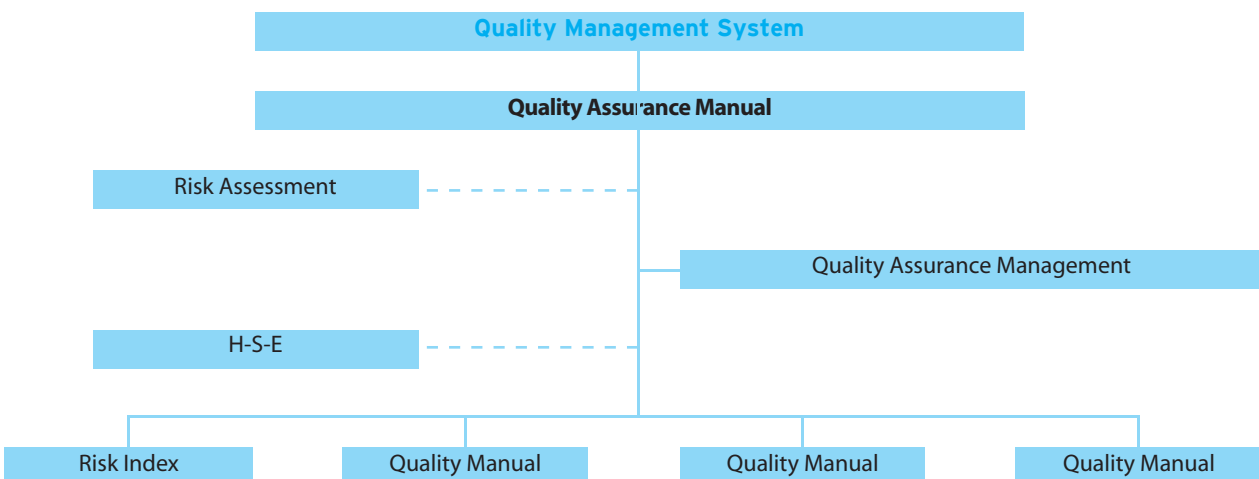 Quality Management System
Quality Assurance Manual
Risk Assessment
Quality Assurance Management
H-S-E
Risk Index
Quality Manual
Quality Manual
Quality Manual